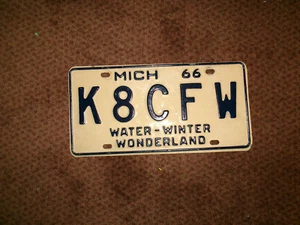 MICH 66
K8CFW
WATER-WINTER
WONDERLAND